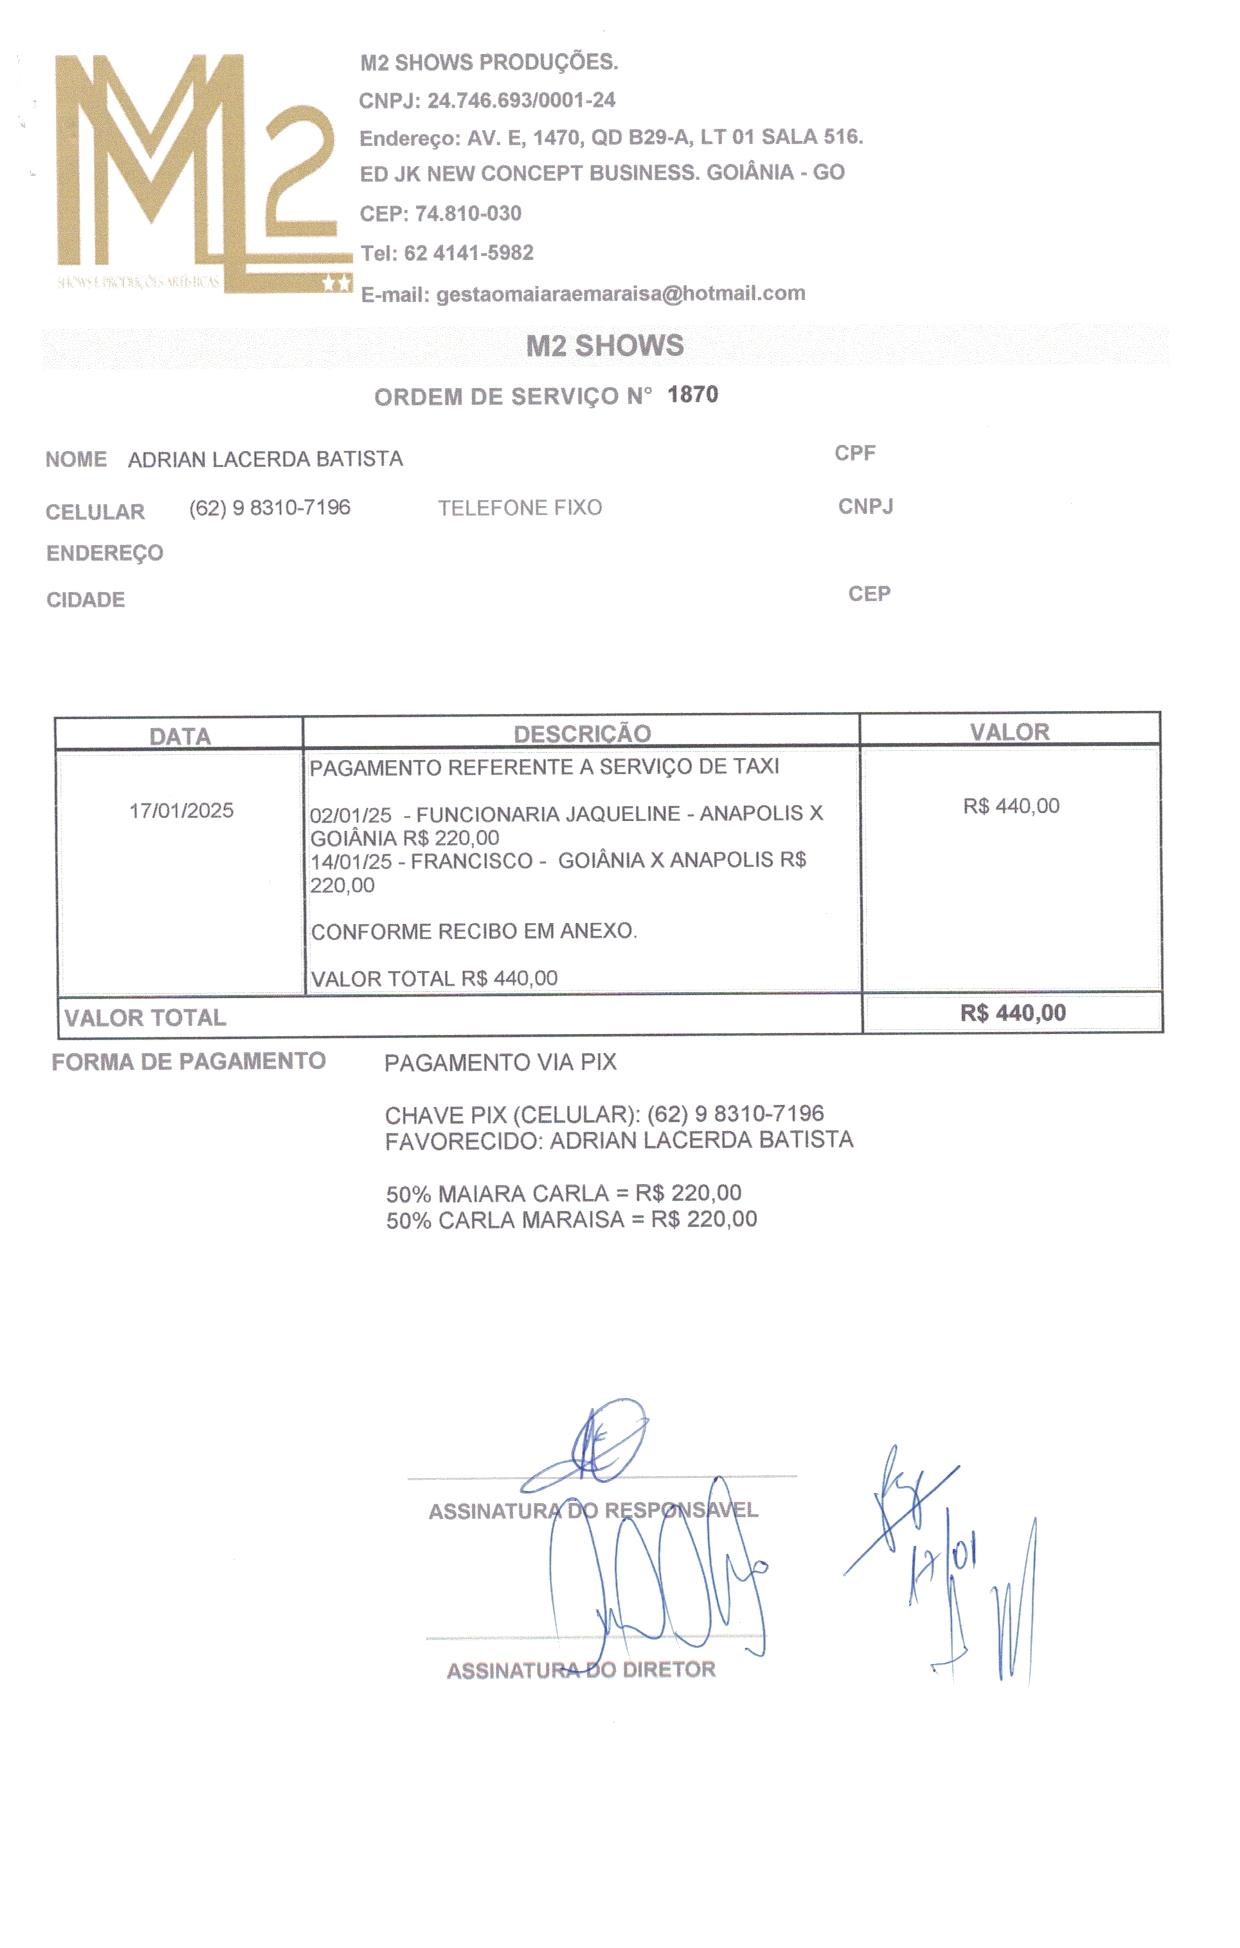 M2 SHOWS PRODUÇÕES.
CNPJ: 24.746.693/0001-24
Endereço: AV. E, 1470, QD B29-A, LT 01 SALA 516.
ED JK NEW CONCEPT BUSINESS. GOIÂNIA - GO
CEP: 74.810-030
Tel: 62 4141-5982
E-mail: gestaomaiaraemaraisa@hotmail.com
M2
SHOWS E PRODUÇÕES ARTÍSTICAS
M2 SHOWS
ORDEM DE SERVIÇO N° 1870
NOME ADRIAN LACERDA BATISTA CPF
CELULAR (62) 9 8310-7196 TELEFONE FIXO CNPJ
ENDEREÇO
CIDADE CEP
DATA DESCRIÇÃO VALOR
PAGAMENTO REFERENTE A SERVIÇO DE TAXI
17/01/2025 02/01/25 - FUNCIONARIA JAQUELINE - ANAPOLIS X R$ 440,00
GOIÂNIA R$ 220,00
14/01/25 - FRANCISCO - GOIÂNIA X ANAPOLIS R$
220,00
CONFORME RECIBO EM ANEXO.
VALOR TOTAL R$ 440,00
VALOR TOTAL R$ 440,00
FORMA DE PAGAMENTO PAGAMENTO VIA PIX
CHAVE PIX (CELULAR): (62) 9 8310-7196
FAVORECIDO: ADRIAN LACERDA BATISTA
50% MAIARA CARLA = R$ 220,00
50% CARLA MARAISA = R$ 220,00
ASSINATURA DO RESPONSAVEL
17/01
ASSINATURA DO DIRETOR